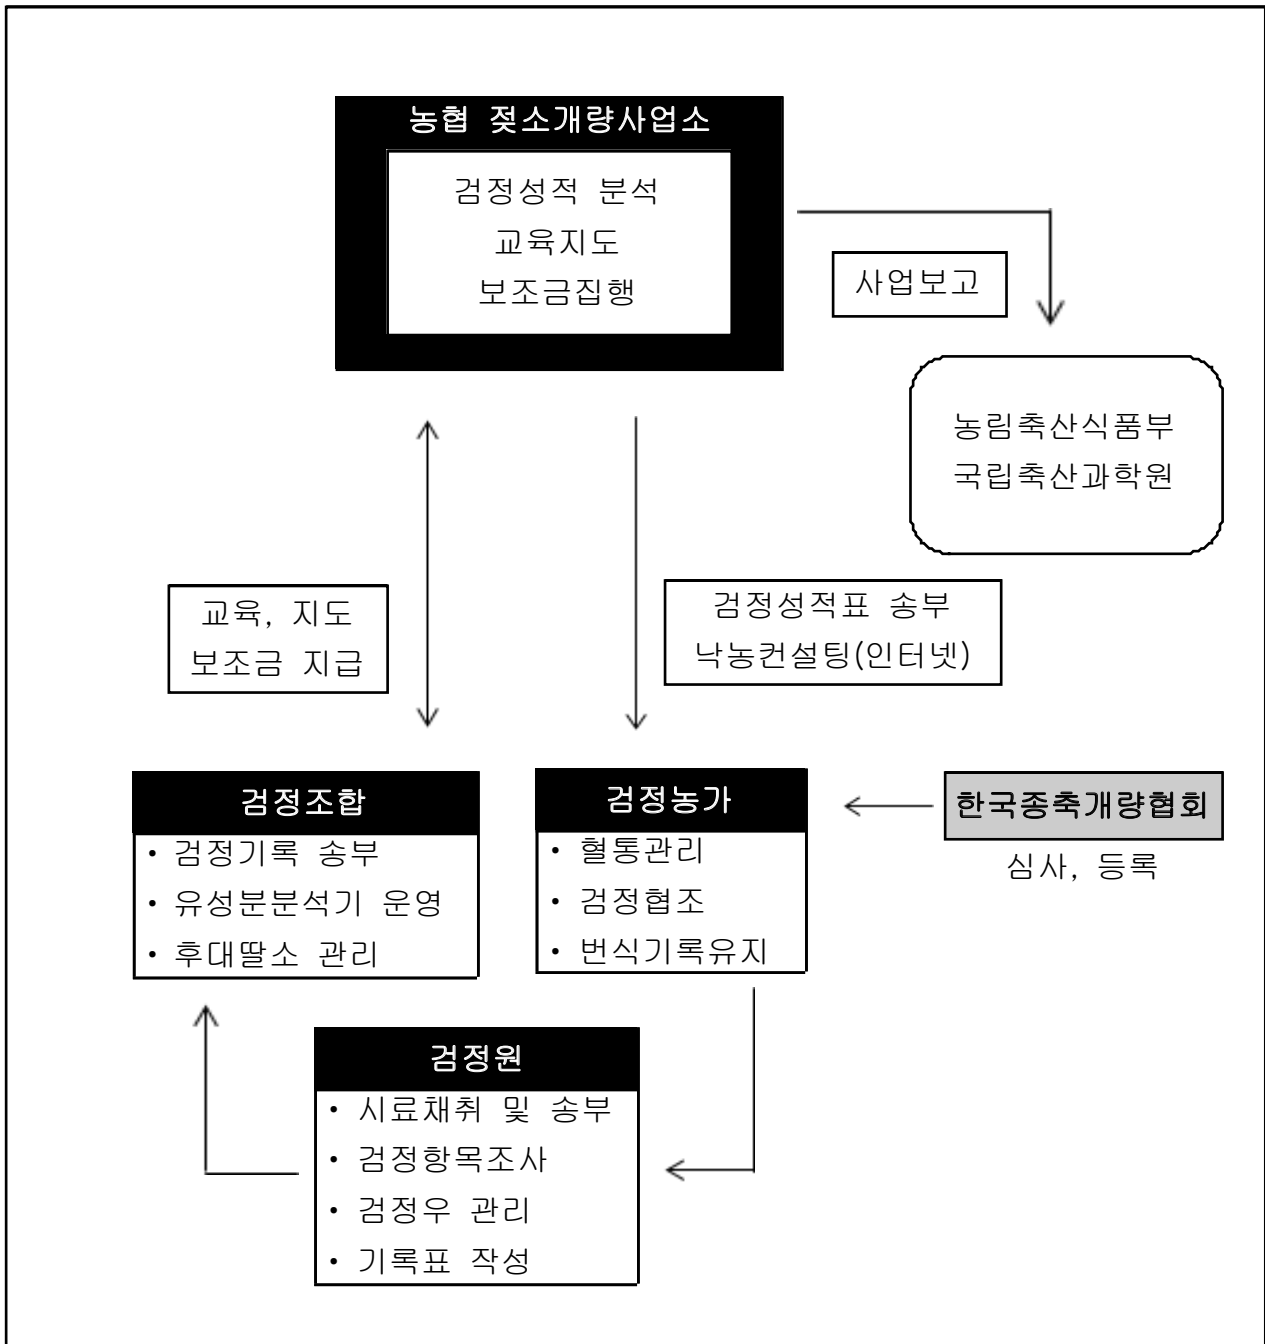 농협 젖소개량사업소
검정성적 분석
교육지도
보조금집행
사업보고
농림축산식품부
국립축산과학원
교육, 지도
보조금 지급
검정성적표 송부
낙농컨설팅(인터넷)
검정조합
• 검정기록 송부
• 유성분분석기 운영
• 후대딸소 관리
검정농가
• 혈통관리
• 검정협조
• 번식기록유지
한국종축개량협회
심사, 등록
검정원
• 시료채취 및 송부
• 검정항목조사
• 검정우 관리
• 기록표 작성